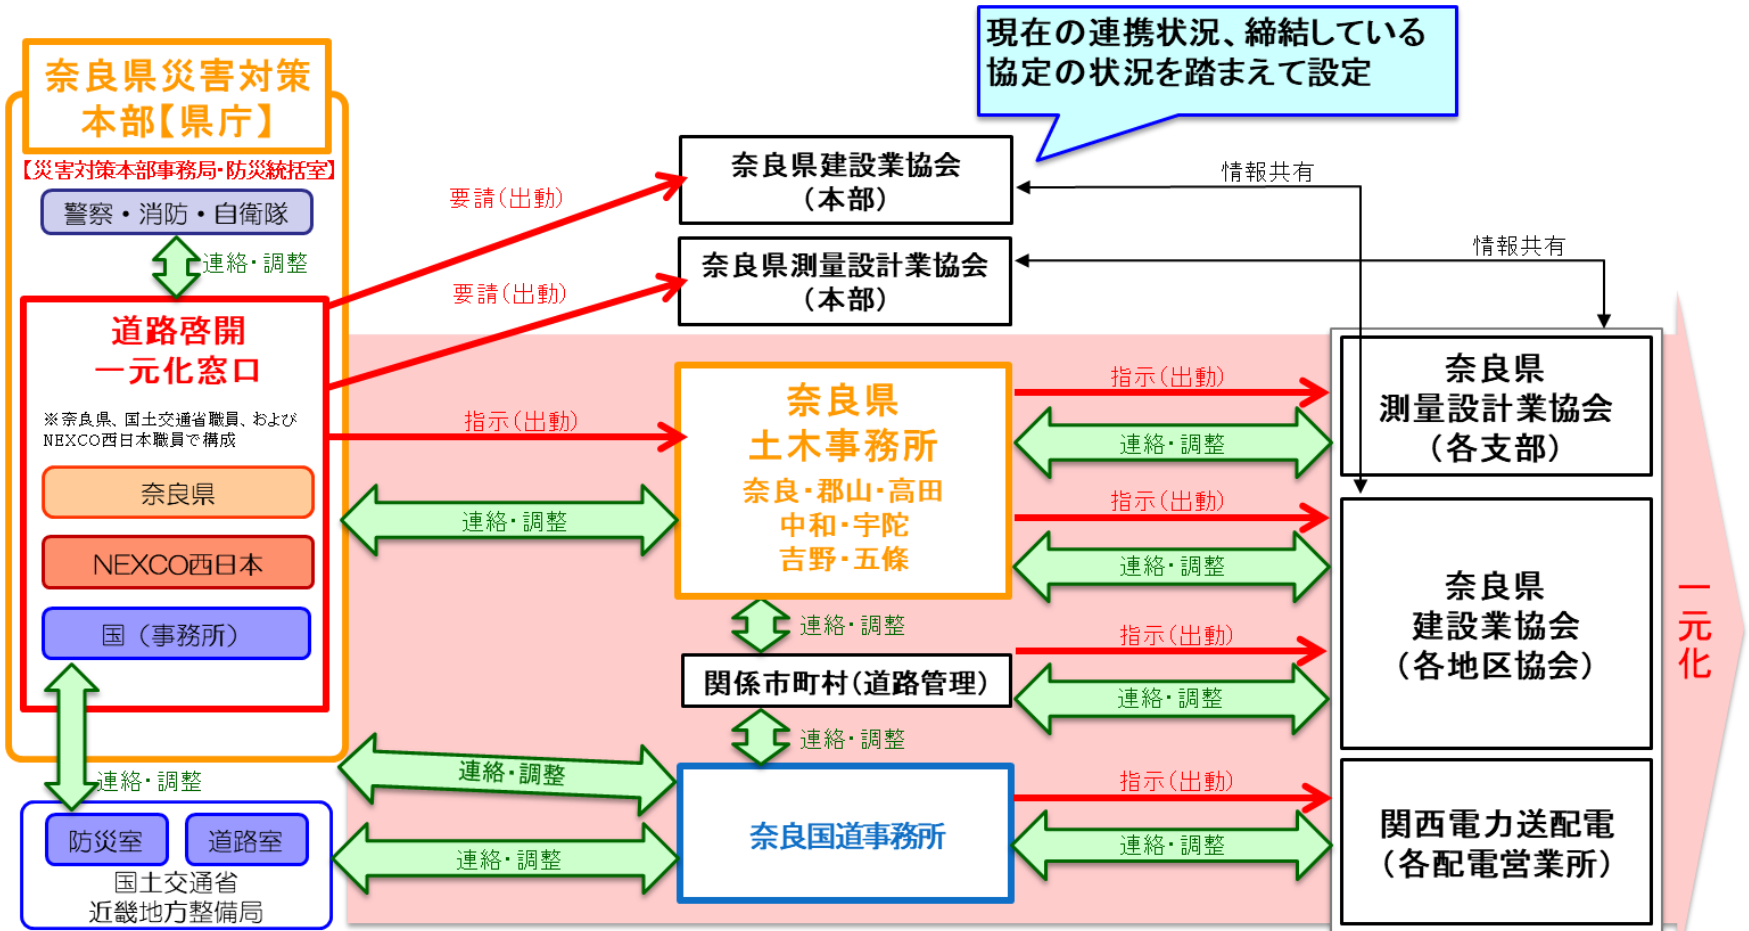 現在の連携状況、締結している
協定の状況を踏まえて設定
奈良県災害対策
本部【県庁】
【災害対策本部事務局・防災統括室】
警察・消防・自衛隊
連絡・調整
道路啓開
一元化窓口
※奈良県、国土交通省職員、および
NEXCO西日本職員で構成
奈良県
NEXCO西日本
国（事務所）
連絡・調整
防災室
道路室
国土交通省
近畿地方整備局
要請(出動)
要請(出動)
指示(出動)
連絡・調整
連絡・調整
連絡・調整
奈良県建設業協会
（本部）
奈良県測量設計業協会
（本部）
奈良県
土木事務所
奈良・郡山・高田
中和・宇陀
吉野・五條
連絡・調整
関係市町村(道路管理)
連絡・調整
奈良国道事務所
情報共有
情報共有
指示(出動)
連絡・調整
指示(出動)
連絡・調整
指示(出動)
連絡・調整
指示(出動)
連絡・調整
奈良県
測量設計業協会
（各支部）
奈良県
建設業協会
（各地区協会）
関西電力送配電
（各配電営業所）
一元化